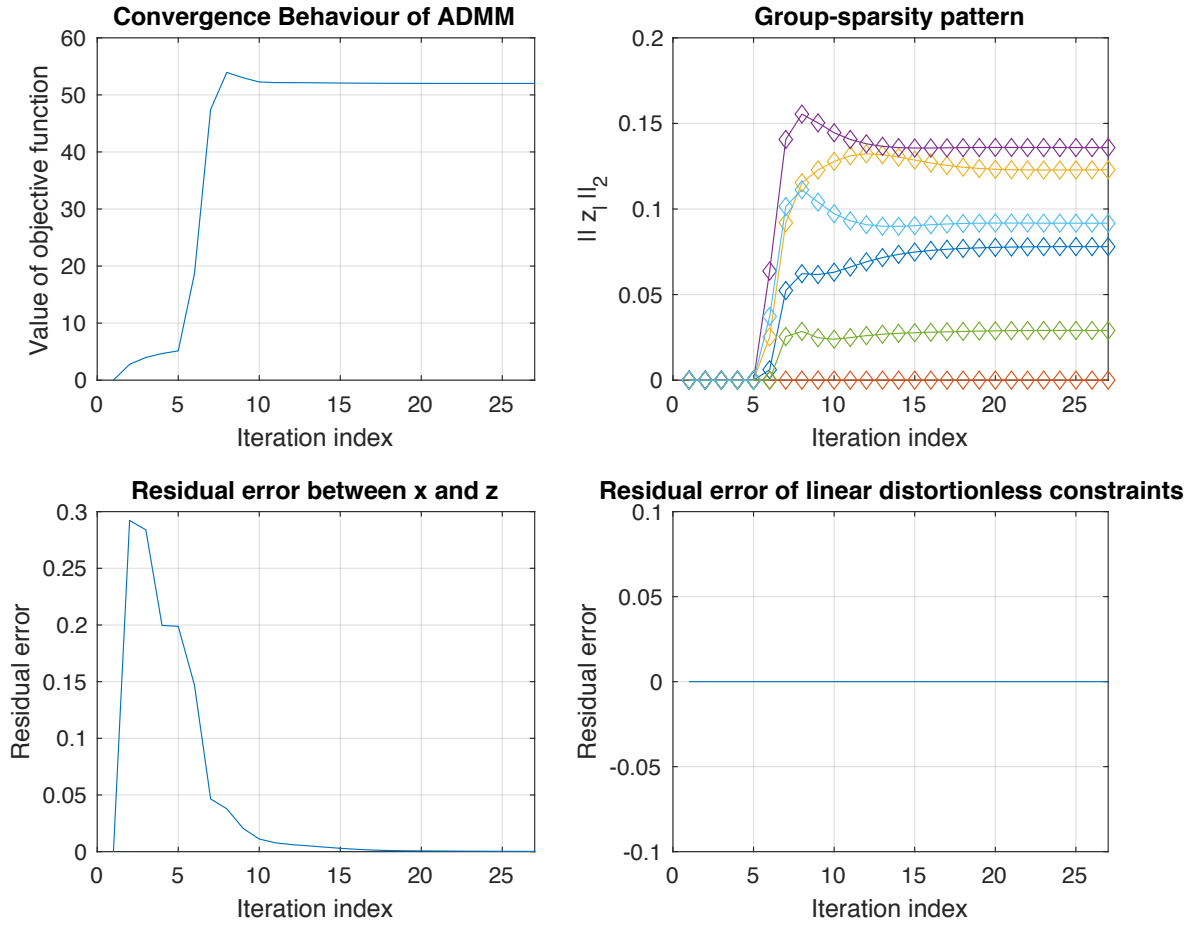 Convergence Behaviour of ADMM
Value of objective function
60
50
40
30
20
10
0
0 5 10 15 20 25
Iteration index
Group-sparsity pattern
|| z_l ||_2
0.2
0.15
0.1
0.05
0
0 5 10 15 20 25
Iteration index
Residual error between x and z
Residual error
0.3
0.25
0.2
0.15
0.1
0.05
0
0 5 10 15 20 25
Iteration index
Residual error of linear distortionless constraints
Residual error
0.1
0.05
0
-0.05
-0.1
0 5 10 15 20 25
Iteration index